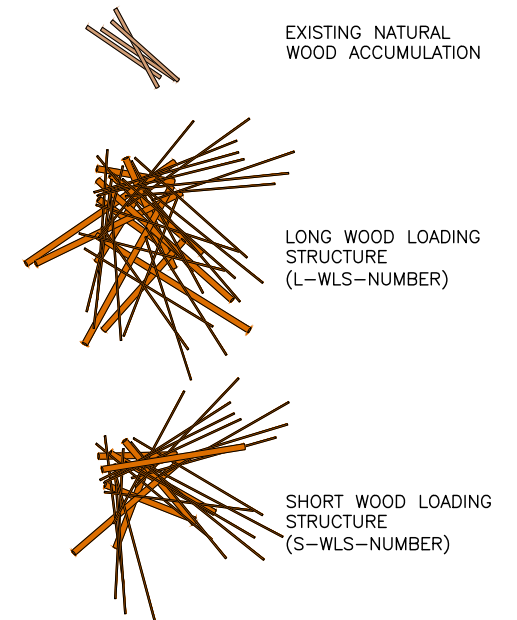 EXISTING NATURAL
WOOD ACCUMULATION
LONG WOOD LOADING
STRUCTURE
(L-WLS-NUMBER)
SHORT WOOD LOADING
STRUCTURE
(S-WLS-NUMBER)